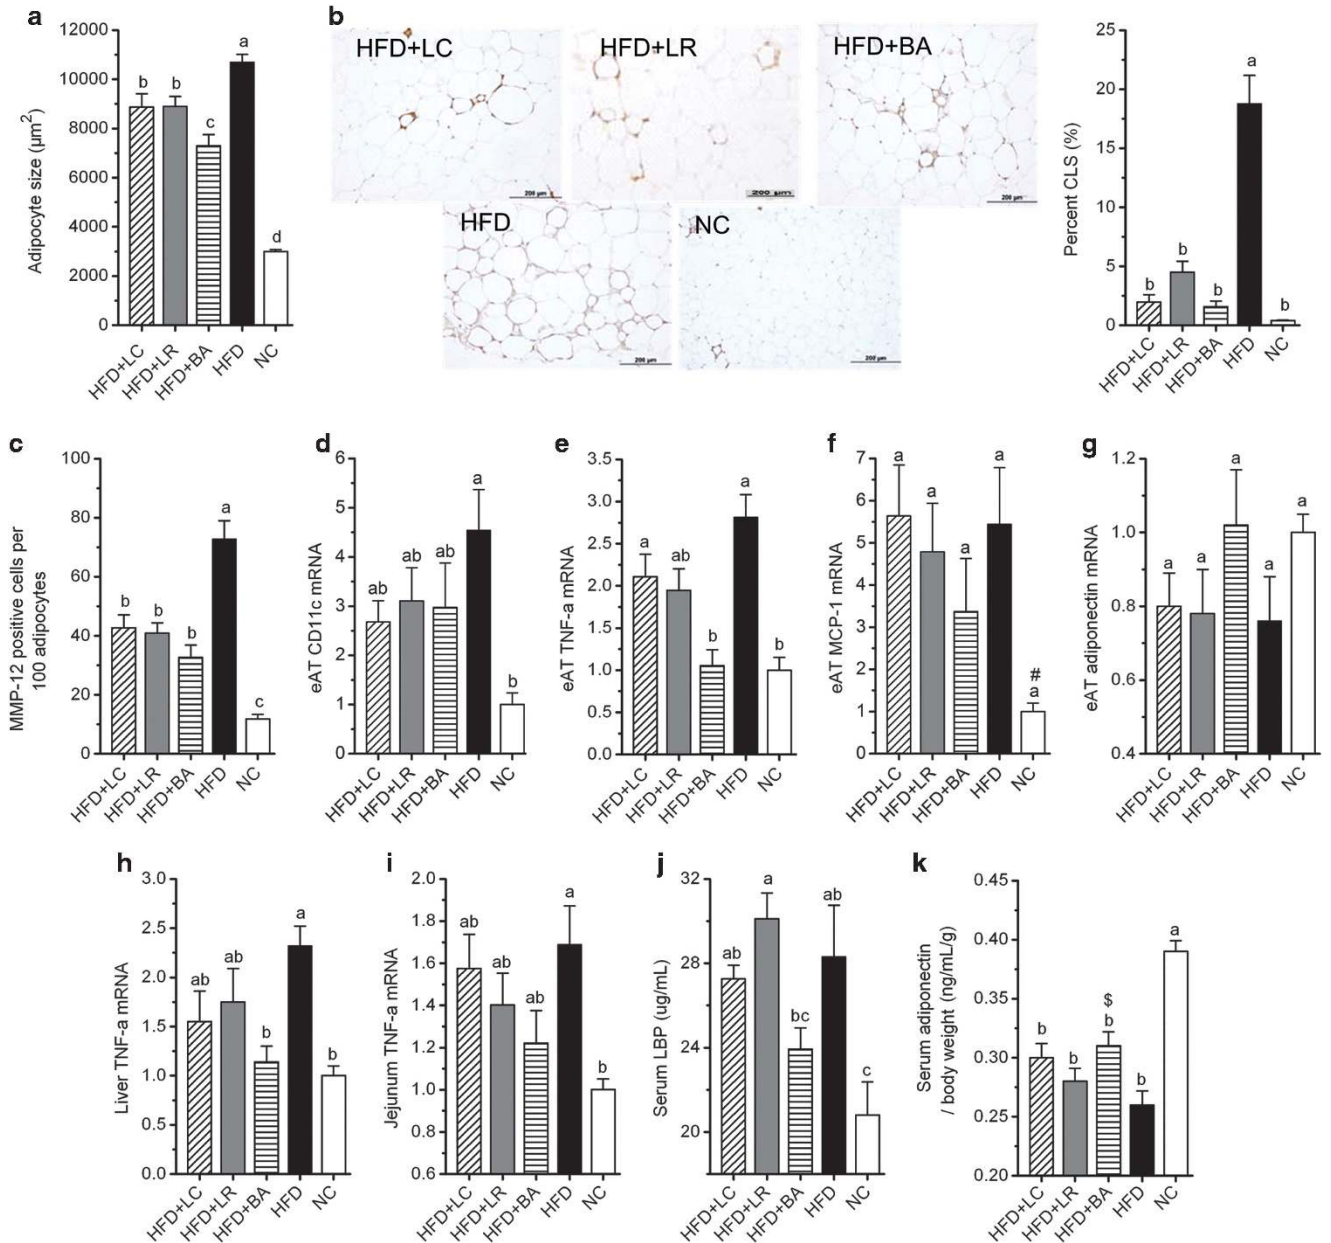 a
12000
10000
8000
6000
4000
2000
0
Adipocyte size (µm²)
b
b
c
a
d
HFD+LC
HFD+LR
HFD+BA
HFD
NC
b
HFD+LC
200 µm
HFD+LR
200 µm
HFD+BA
200 µm
HFD
200 µm
NC
200 µm
25
20
15
10
5
0
Percent CLS (%)
b
b
b
a
b
HFD+LC
HFD+LR
HFD+BA
HFD
NC
c
100
80
60
40
20
0
MMP-12 positive cells per
100 adipocytes
b
b
b
a
c
HFD+LC
HFD+LR
HFD+BA
HFD
NC
d
6
5
4
3
2
1
0
eAT CD11c mRNA
ab
ab
ab
a
b
HFD+LC
HFD+LR
HFD+BA
HFD
NC
e
3.5
3.0
2.5
2.0
1.5
1.0
0.5
0.0
eAT TNF-a mRNA
a
ab
b
a
b
HFD+LC
HFD+LR
HFD+BA
HFD
NC
f
7
6
5
4
3
2
1
0
eAT MCP-1 mRNA
a
a
a
a
#
a
HFD+LC
HFD+LR
HFD+BA
HFD
NC
g
1.2
1.0
0.8
0.6
0.4
eAT adiponectin mRNA
a
a
a
a
a
HFD+LC
HFD+LR
HFD+BA
HFD
NC
h
3.0
2.5
2.0
1.5
1.0
0.5
0.0
Liver TNF-a mRNA
ab
ab
b
a
b
HFD+LC
HFD+LR
HFD+BA
HFD
NC
i
2.0
1.8
1.6
1.4
1.2
1.0
0.8
0.6
Jejunum TNF-a mRNA
ab
ab
ab
a
b
HFD+LC
HFD+LR
HFD+BA
HFD
NC
j
32
28
24
20
Serum LBP (ug/mL)
ab
a
bc
ab
c
HFD+LC
HFD+LR
HFD+BA
HFD
NC
k
0.45
0.40
0.35
0.30
0.25
0.20
Serum adiponectin
/ body weight (ng/mL/g)
b
b
$
b
b
a
HFD+LC
HFD+LR
HFD+BA
HFD
NC